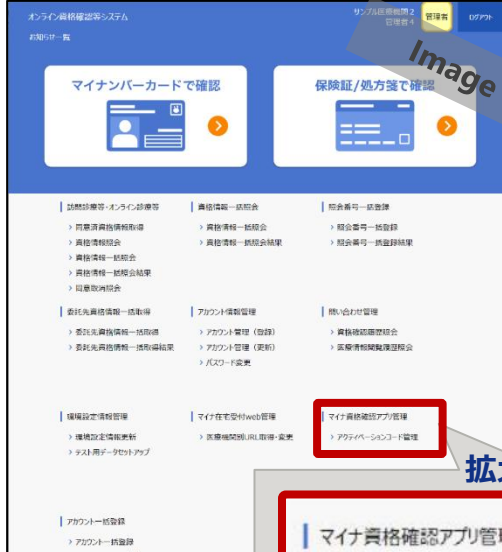 オンライン資格確認等システム
サンプル医療機関2
管理者4
管理者
ログアウト
お知らせ一覧
Image
マイナンバーカードで確認
保険証/処方箋で確認
訪問診療等・オンライン診療等
資格情報一括照会
照会番号一括登録
> 同意済資格情報取得
> 資格情報一括照会
> 照会番号一括登録
> 資格情報照会
> 資格情報一括照会結果
> 照会番号一括登録結果
> 資格情報一括照会
> 資格情報一括照会結果
> 同意取消照会
委託先資格情報一括取得
アカウント情報管理
問い合わせ管理
> 委託先資格情報一括取得
> アカウント管理（登録）
> 資格確認履歴照会
> 委託先資格情報一括取得結果
> アカウント管理（更新）
> 医療情報閲覧履歴照会
> パスワード変更
環境設定情報管理
マイナ在宅受付web管理
マイナ資格確認アプリ管理
> 環境設定情報更新
> 医療機関別URL取得・変更
> アクティベーションコード管理
> テスト用データセットアップ
拡
アカウント一括登録
> アカウント一括登録
マイナ資格確認アプリ管